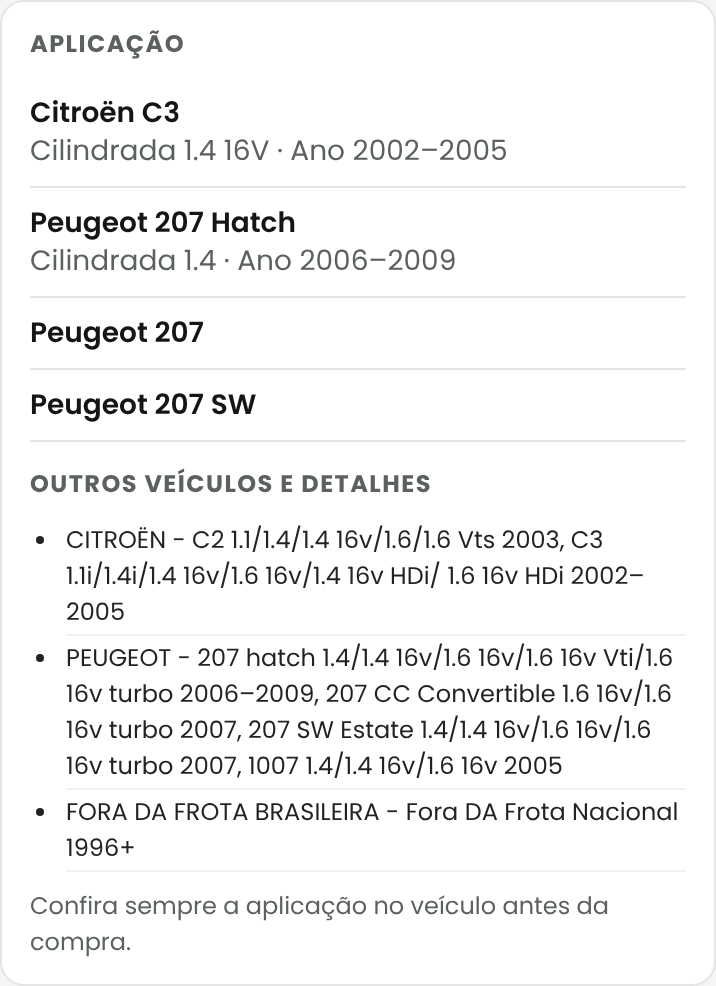 APLICAÇÃO
Citroën C3
Cilindrada 1.4 16V · Ano 2002–2005
Peugeot 207 Hatch
Cilindrada 1.4 · Ano 2006–2009
Peugeot 207
Peugeot 207 SW
OUTROS VEÍCULOS E DETALHES
• CITROËN - C2 1.1/1.4/1.4 16v/1.6/1.6 Vts 2003, C3
1.1i/1.4i/1.4 16v/1.6 16v/1.4 16v HDi/ 1.6 16v HDi 2002–
2005
• PEUGEOT - 207 hatch 1.4/1.4 16v/1.6 16v/1.6 16v Vti/1.6
16v turbo 2006–2009, 207 CC Convertible 1.6 16v/1.6
16v turbo 2007, 207 SW Estate 1.4/1.4 16v/1.6 16v/1.6
16v turbo 2007, 1007 1.4/1.4 16v/1.6 16v 2005
• FORA DA FROTA BRASILEIRA - Fora DA Frota Nacional
1996+
Confira sempre a aplicação no veículo antes da
compra.